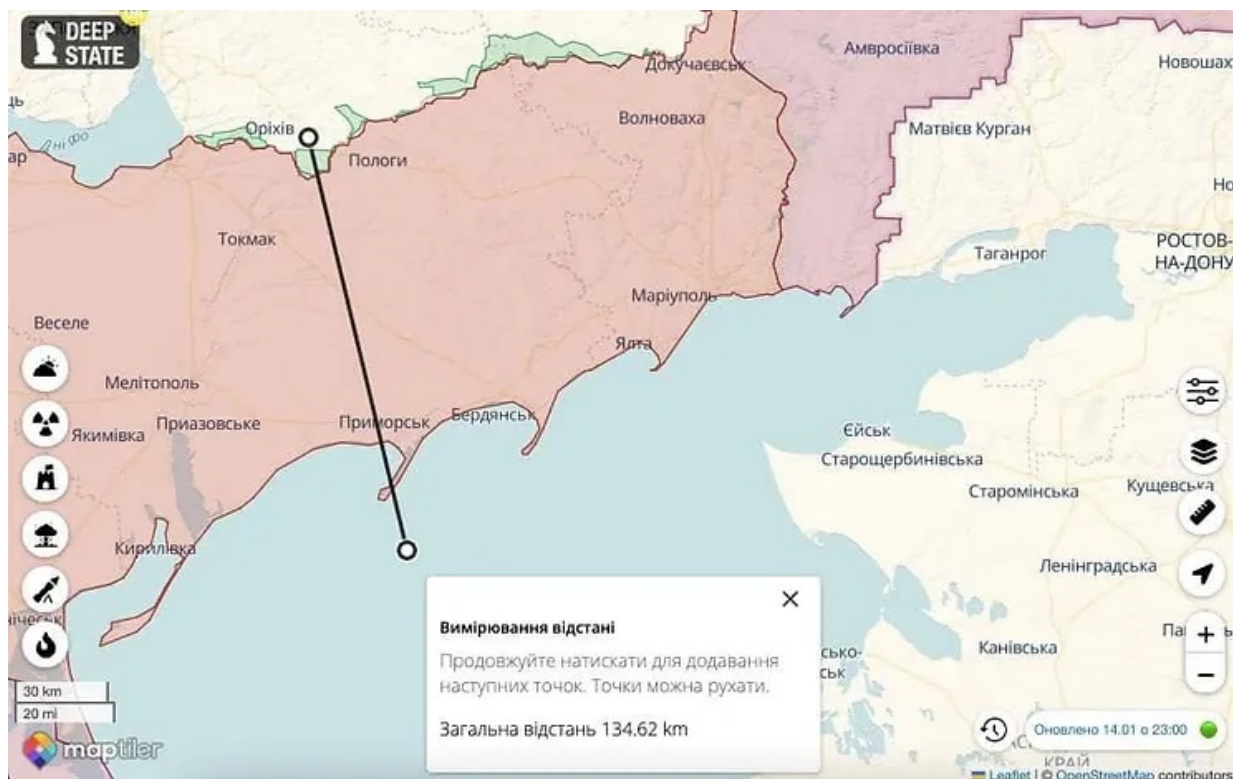 DEEP
STATE
Амвросіївка
Новошах
Докучаєвськ
Волноваха
Матвієв Курган
Оріхів
Дніпро
Пологи
Но
ар
Токмак
Таганрог
РОСТОВ-
НА-ДОНУ
Маріуполь
Веселе
Ялта
Мелітополь
Приазовське
Приморськ
Бердянськ
Якимівка
Єйськ
Старощербинівська
Старомінська
Кущевська
Кирилівка
Ленінградська
Канівська
Вимірювання відстані
Продовжуйте натискати для додавання
наступних точок. Точки можна рухати.
Загальна відстань 134.62 km
30 km
20 mi
maptiler
Оновлено 14.01 о 23:00
КРАЙ
Leaflet | © OpenStreetMap contributors